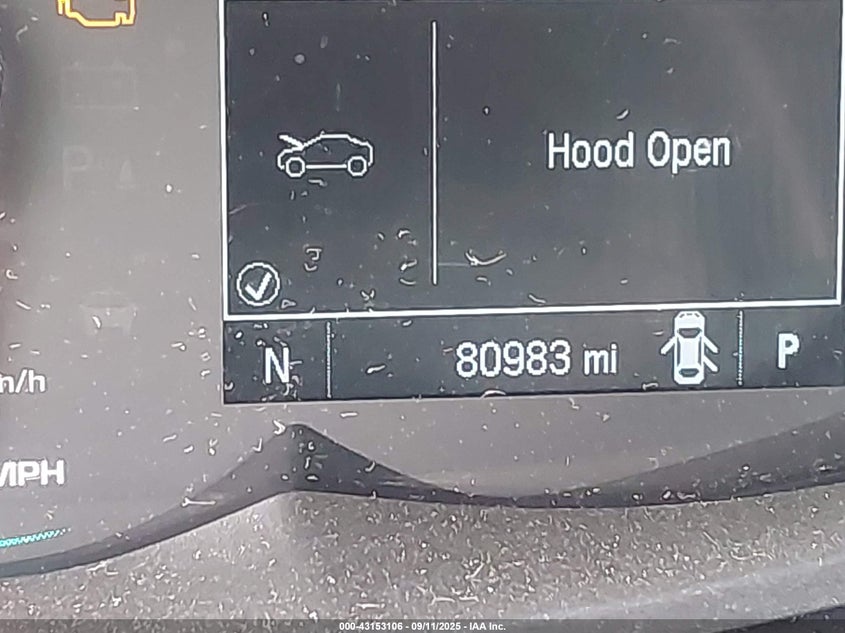 Hood Open
N 80983 mi P
MPH
000-43153106 - 09/11/2025 - IAA Inc.